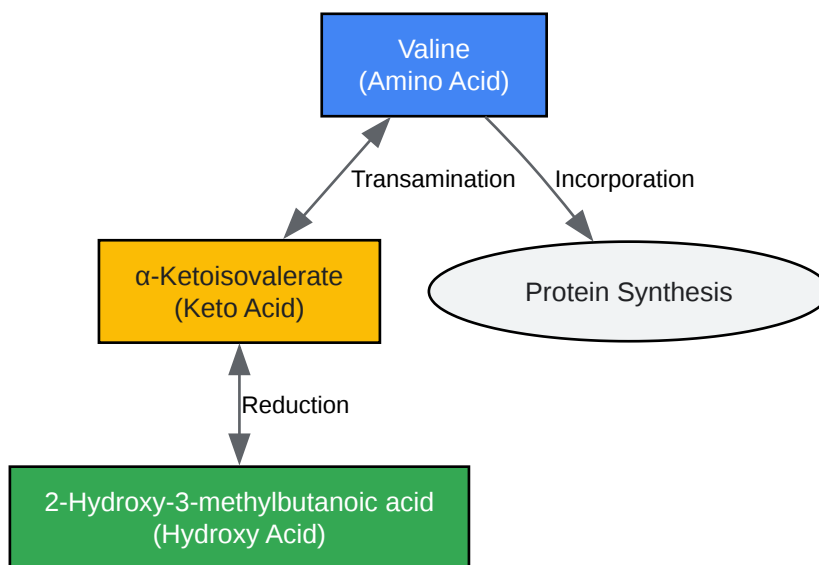 Valine
(Amino Acid)
Transamination
Incorporation
α-Ketoisovalerate
(Keto Acid)
Protein Synthesis
Reduction
2-Hydroxy-3-methylbutanoic acid
(Hydroxy Acid)